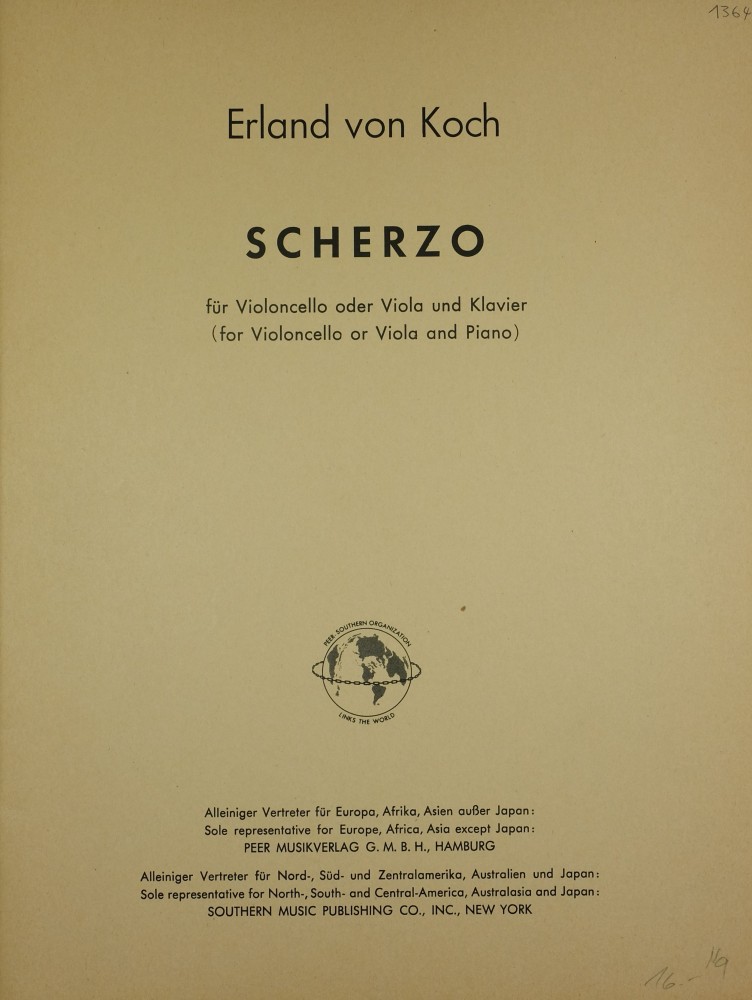 1364
Erland von Koch
SCHERZO
für Violoncello oder Viola und Klavier
(for Violoncello or Viola and Piano)
PEER-SOUTHERN ORGANIZATION
LINKS THE WORLD
Alleiniger Vertreter für Europa, Afrika, Asien außer Japan:
Sole representative for Europe, Africa, Asia except Japan:
PEER MUSIKVERLAG G. M. B. H., HAMBURG
Alleiniger Vertreter für Nord-, Süd- und Zentralamerika, Australien und Japan:
Sole representative for North-, South- and Central-America, Australasia and Japan:
SOUTHERN MUSIC PUBLISHING CO., INC., NEW YORK
16.-